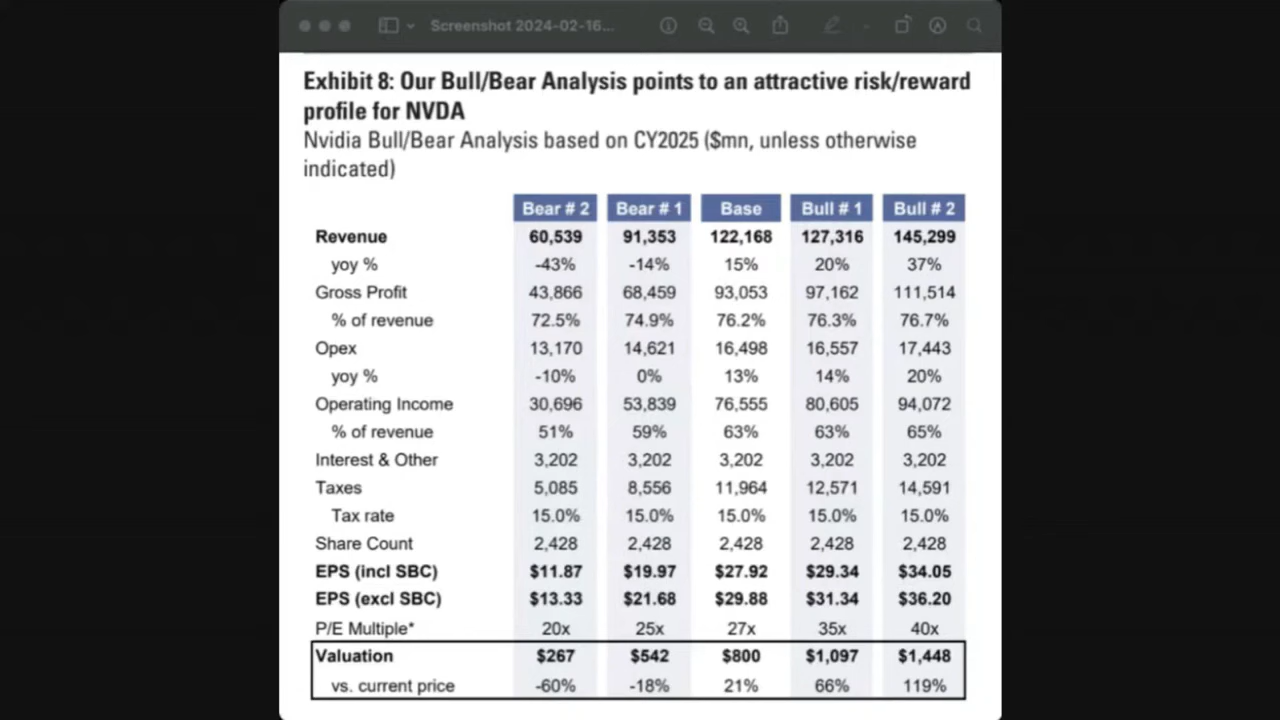 Screenshot 2024-02-16...
Exhibit 8: Our Bull/Bear Analysis points to an attractive risk/reward
profile for NVDA
Nvidia Bull/Bear Analysis based on CY2025 ($mn, unless otherwise
indicated)
Bear # 2 Bear # 1 Base Bull # 1 Bull # 2
Revenue 60,539 91,353 122,168 127,316 145,299
yoy % -43% -14% 15% 20% 37%
Gross Profit 43,866 68,459 93,053 97,162 111,514
% of revenue 72.5% 74.9% 76.2% 76.3% 76.7%
Opex 13,170 14,621 16,498 16,557 17,443
yoy % -10% 0% 13% 14% 20%
Operating Income 30,696 53,839 76,555 80,605 94,072
% of revenue 51% 59% 63% 63% 65%
Interest & Other 3,202 3,202 3,202 3,202 3,202
Taxes 5,085 8,556 11,964 12,571 14,591
Tax rate 15.0% 15.0% 15.0% 15.0% 15.0%
Share Count 2,428 2,428 2,428 2,428 2,428
EPS (incl SBC) $11.87 $19.97 $27.92 $29.34 $34.05
EPS (excl SBC) $13.33 $21.68 $29.88 $31.34 $36.20
P/E Multiple* 20x 25x 27x 35x 40x
Valuation $267 $542 $800 $1,097 $1,448
vs. current price -60% -18% 21% 66% 119%